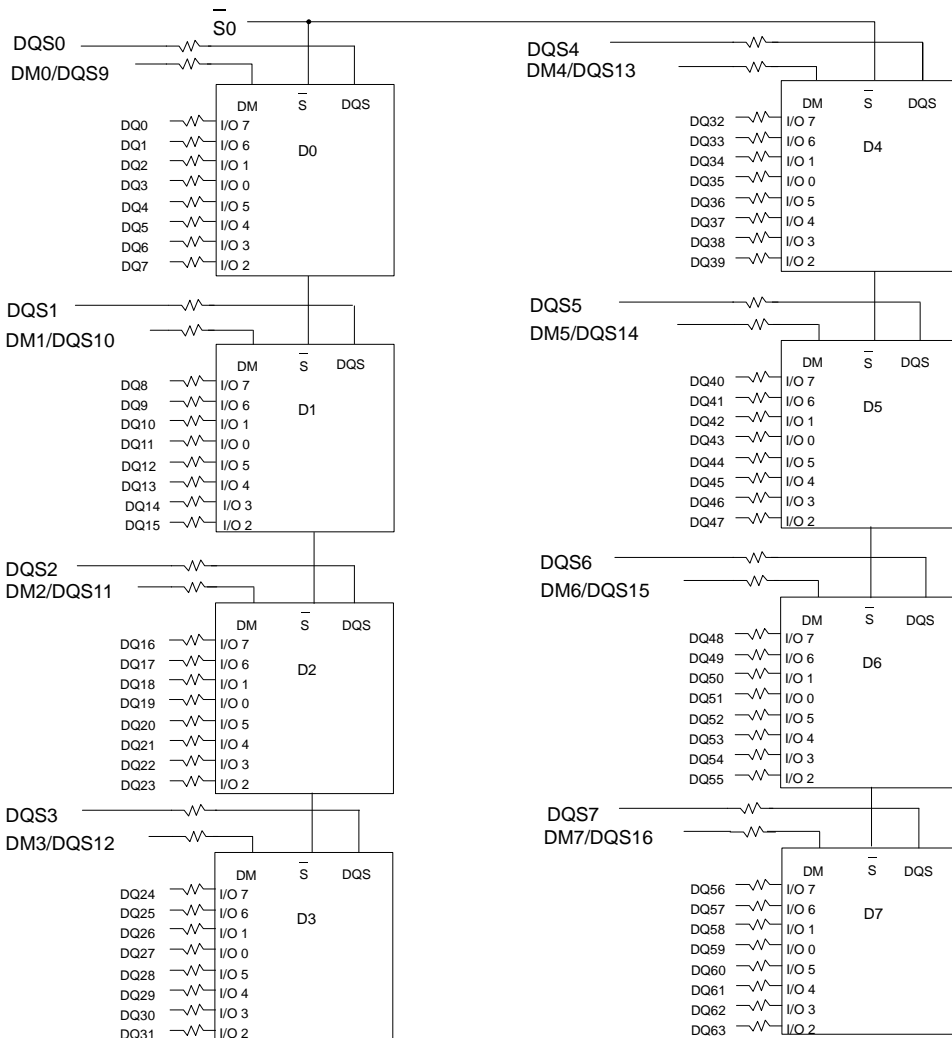 S̅0̅
DQS0
DM0/DQS9
DM S̅ DQS
DQ0 I/O 7
DQ1 I/O 6
DQ2 I/O 1
DQ3 I/O 0
DQ4 I/O 5
DQ5 I/O 4
DQ6 I/O 3
DQ7 I/O 2
D0
DQS1
DM1/DQS10
DM S̅ DQS
DQ8 I/O 7
DQ9 I/O 6
DQ10 I/O 1
DQ11 I/O 0
DQ12 I/O 5
DQ13 I/O 4
DQ14 I/O 3
DQ15 I/O 2
D1
DQS2
DM2/DQS11
DM S̅ DQS
DQ16 I/O 7
DQ17 I/O 6
DQ18 I/O 1
DQ19 I/O 0
DQ20 I/O 5
DQ21 I/O 4
DQ22 I/O 3
DQ23 I/O 2
D2
DQS3
DM3/DQS12
DM S̅ DQS
DQ24 I/O 7
DQ25 I/O 6
DQ26 I/O 1
DQ27 I/O 0
DQ28 I/O 5
DQ29 I/O 4
DQ30 I/O 3
DQ31 I/O 2
D3
DQS4
DM4/DQS13
DM S̅ DQS
DQ32 I/O 7
DQ33 I/O 6
DQ34 I/O 1
DQ35 I/O 0
DQ36 I/O 5
DQ37 I/O 4
DQ38 I/O 3
DQ39 I/O 2
D4
DQS5
DM5/DQS14
DM S̅ DQS
DQ40 I/O 7
DQ41 I/O 6
DQ42 I/O 1
DQ43 I/O 0
DQ44 I/O 5
DQ45 I/O 4
DQ46 I/O 3
DQ47 I/O 2
D5
DQS6
DM6/DQS15
DM S̅ DQS
DQ48 I/O 7
DQ49 I/O 6
DQ50 I/O 1
DQ51 I/O 0
DQ52 I/O 5
DQ53 I/O 4
DQ54 I/O 3
DQ55 I/O 2
D6
DQS7
DM7/DQS16
DM S̅ DQS
DQ56 I/O 7
DQ57 I/O 6
DQ58 I/O 1
DQ59 I/O 0
DQ60 I/O 5
DQ61 I/O 4
DQ62 I/O 3
DQ63 I/O 2
D7